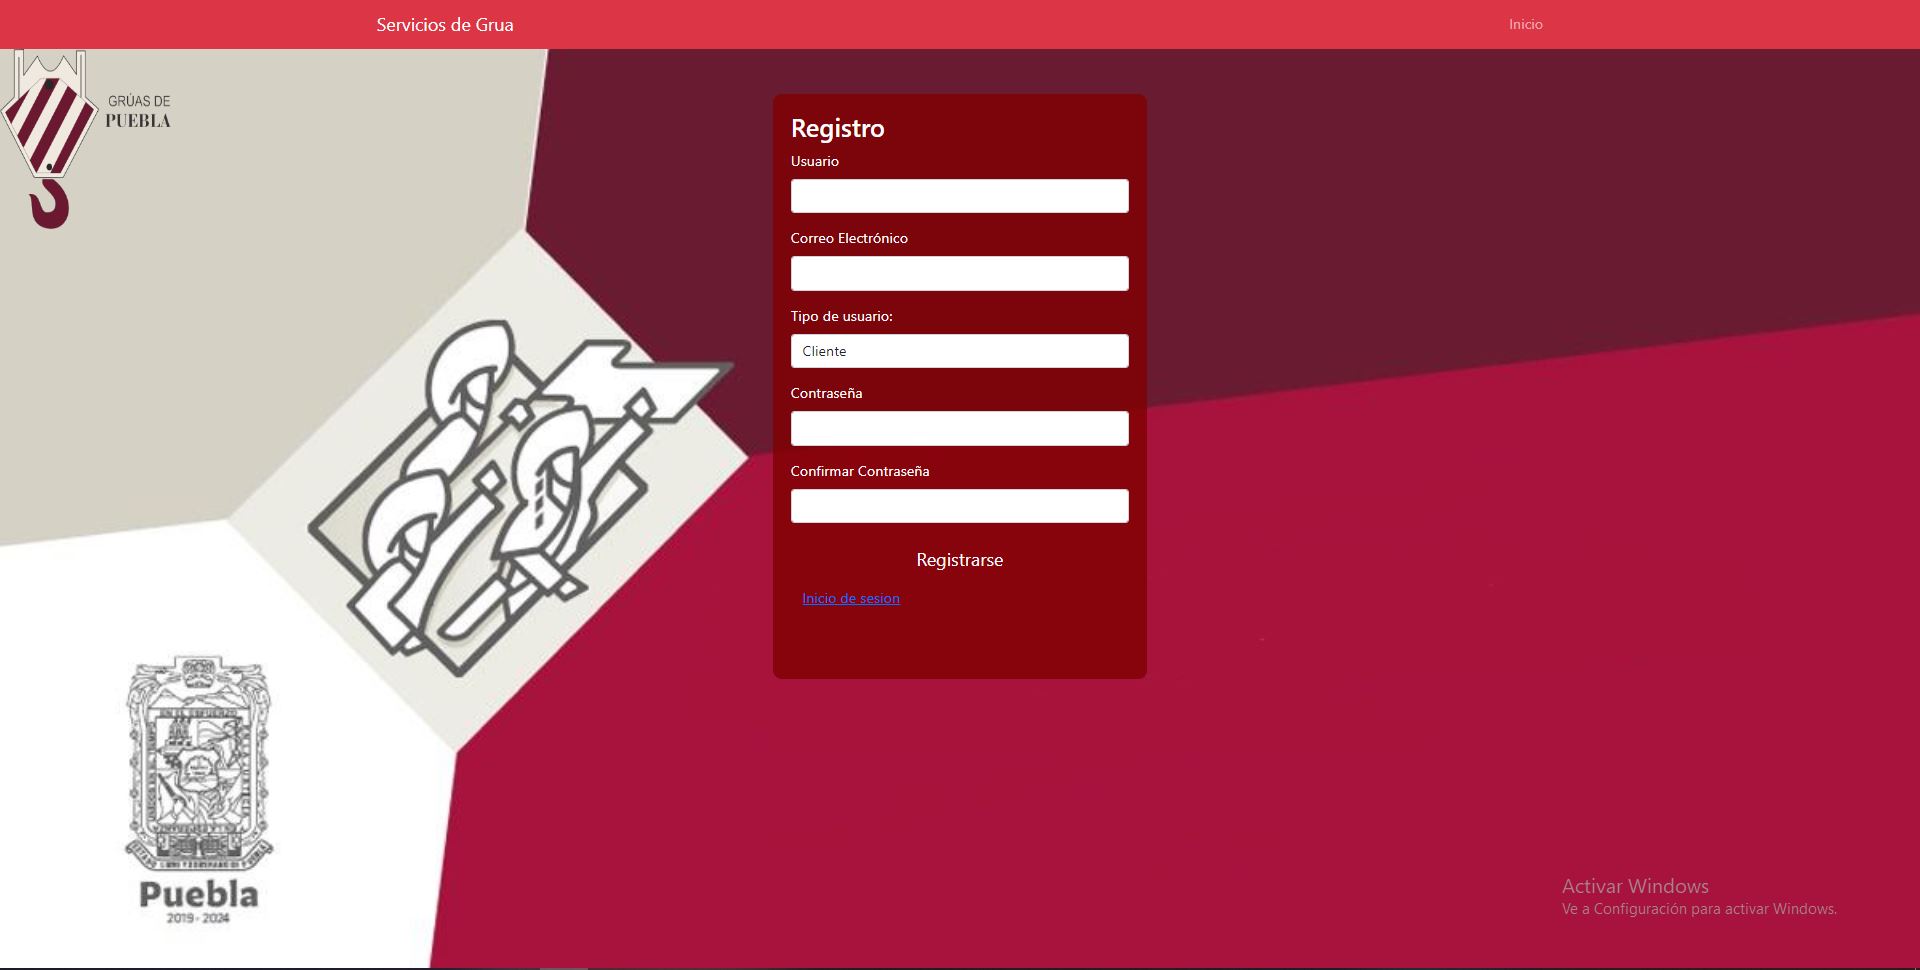 Servicios de Grua
Inicio
GRÚAS DE
PUEBLA
Registro
Usuario
Correo Electrónico
Tipo de usuario:
Cliente
Contraseña
Confirmar Contraseña
Registrarse
Inicio de sesion
Puebla
2019 - 2024
Activar Windows
Ve a Configuración para activar Windows.